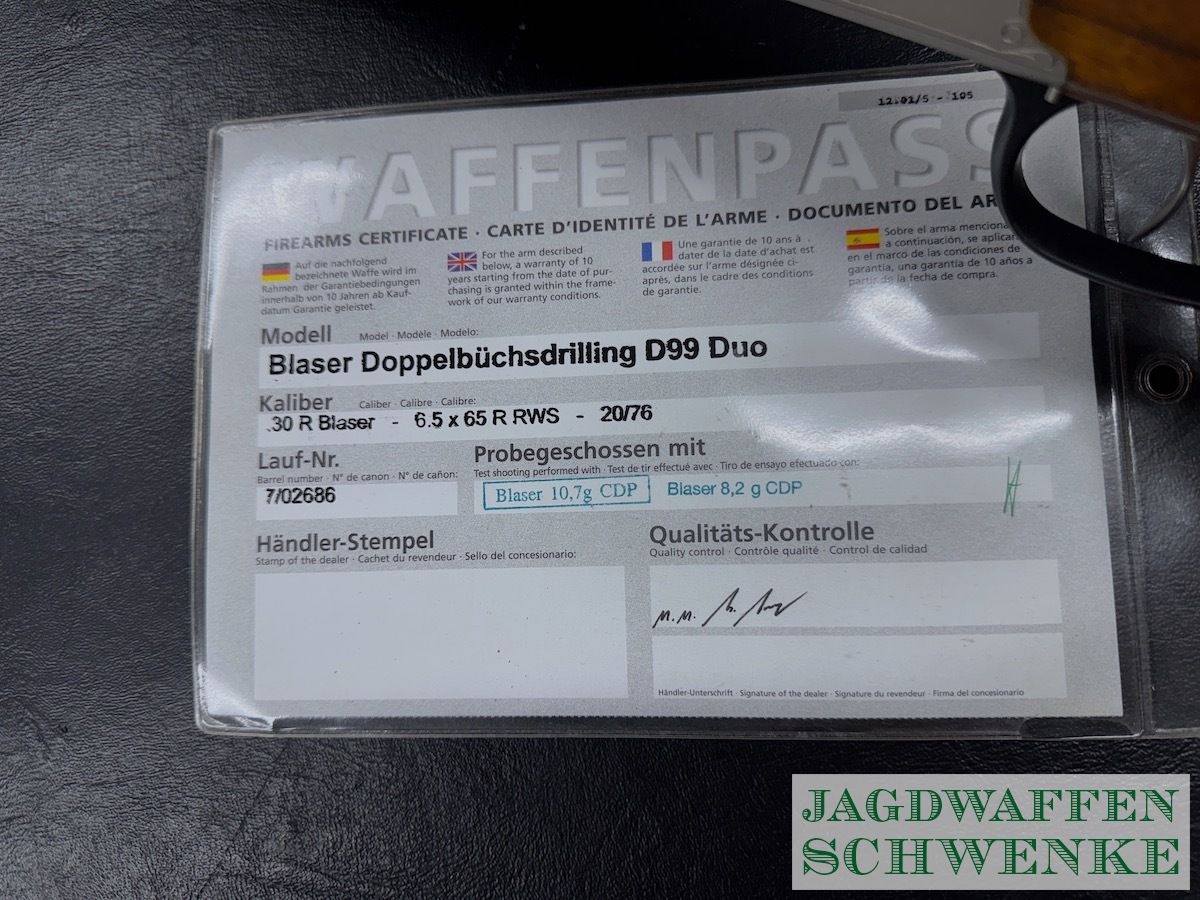 12.01/5 - 105
WAFFENPASS
FIREARMS CERTIFICATE · CARTE D'IDENTITÉ DE L'ARME · DOCUMENTO DEL AR
Auf die nachfolgend
bezeichnete Waffe wird im
Rahmen der Garantiebedingungen
innerhalb von 10 Jahren ab Kauf-
datum Garantie geleistet.
For the arm described
below, a warranty of 10
years starting from the date of pur-
chasing is granted within the frame-
work of our warranty conditions.
Une garantie de 10 ans à
dater de la date d'achat est
accordée sur l'arme désignée ci-
après, dans le cadre des conditions
de garantie.
Sobre el arma menciona
a continuación, se aplicar
en el marco de las condiciones de
garantía, una garantía de 10 años a
partir de la fecha de compra.
Modell Model · Modèle · Modelo:
Blaser Doppelbüchsdrilling D99 Duo
Kaliber Caliber · Calibre · Calibre:
.30 R Blaser - 6.5 x 65 R RWS - 20/76
Lauf-Nr.
Barrel number · N° de canon · N° de cañon:
7/02686
Probegeschossen mit
Test shooting performed with · Test de tir effectué avec · Tiro de ensayo efectuado con:
Blaser 10,7g CDP Blaser 8,2 g CDP
Händler-Stempel
Stamp of the dealer · Cachet du revendeur · Sello del concesionario:
Qualitäts-Kontrolle
Quality control · Contrôle qualité · Control de calidad
Händler-Unterschrift · Signature of the dealer · Signature du revendeur · Firma del concesionario
JAGDWAFFEN
SCHWENKE